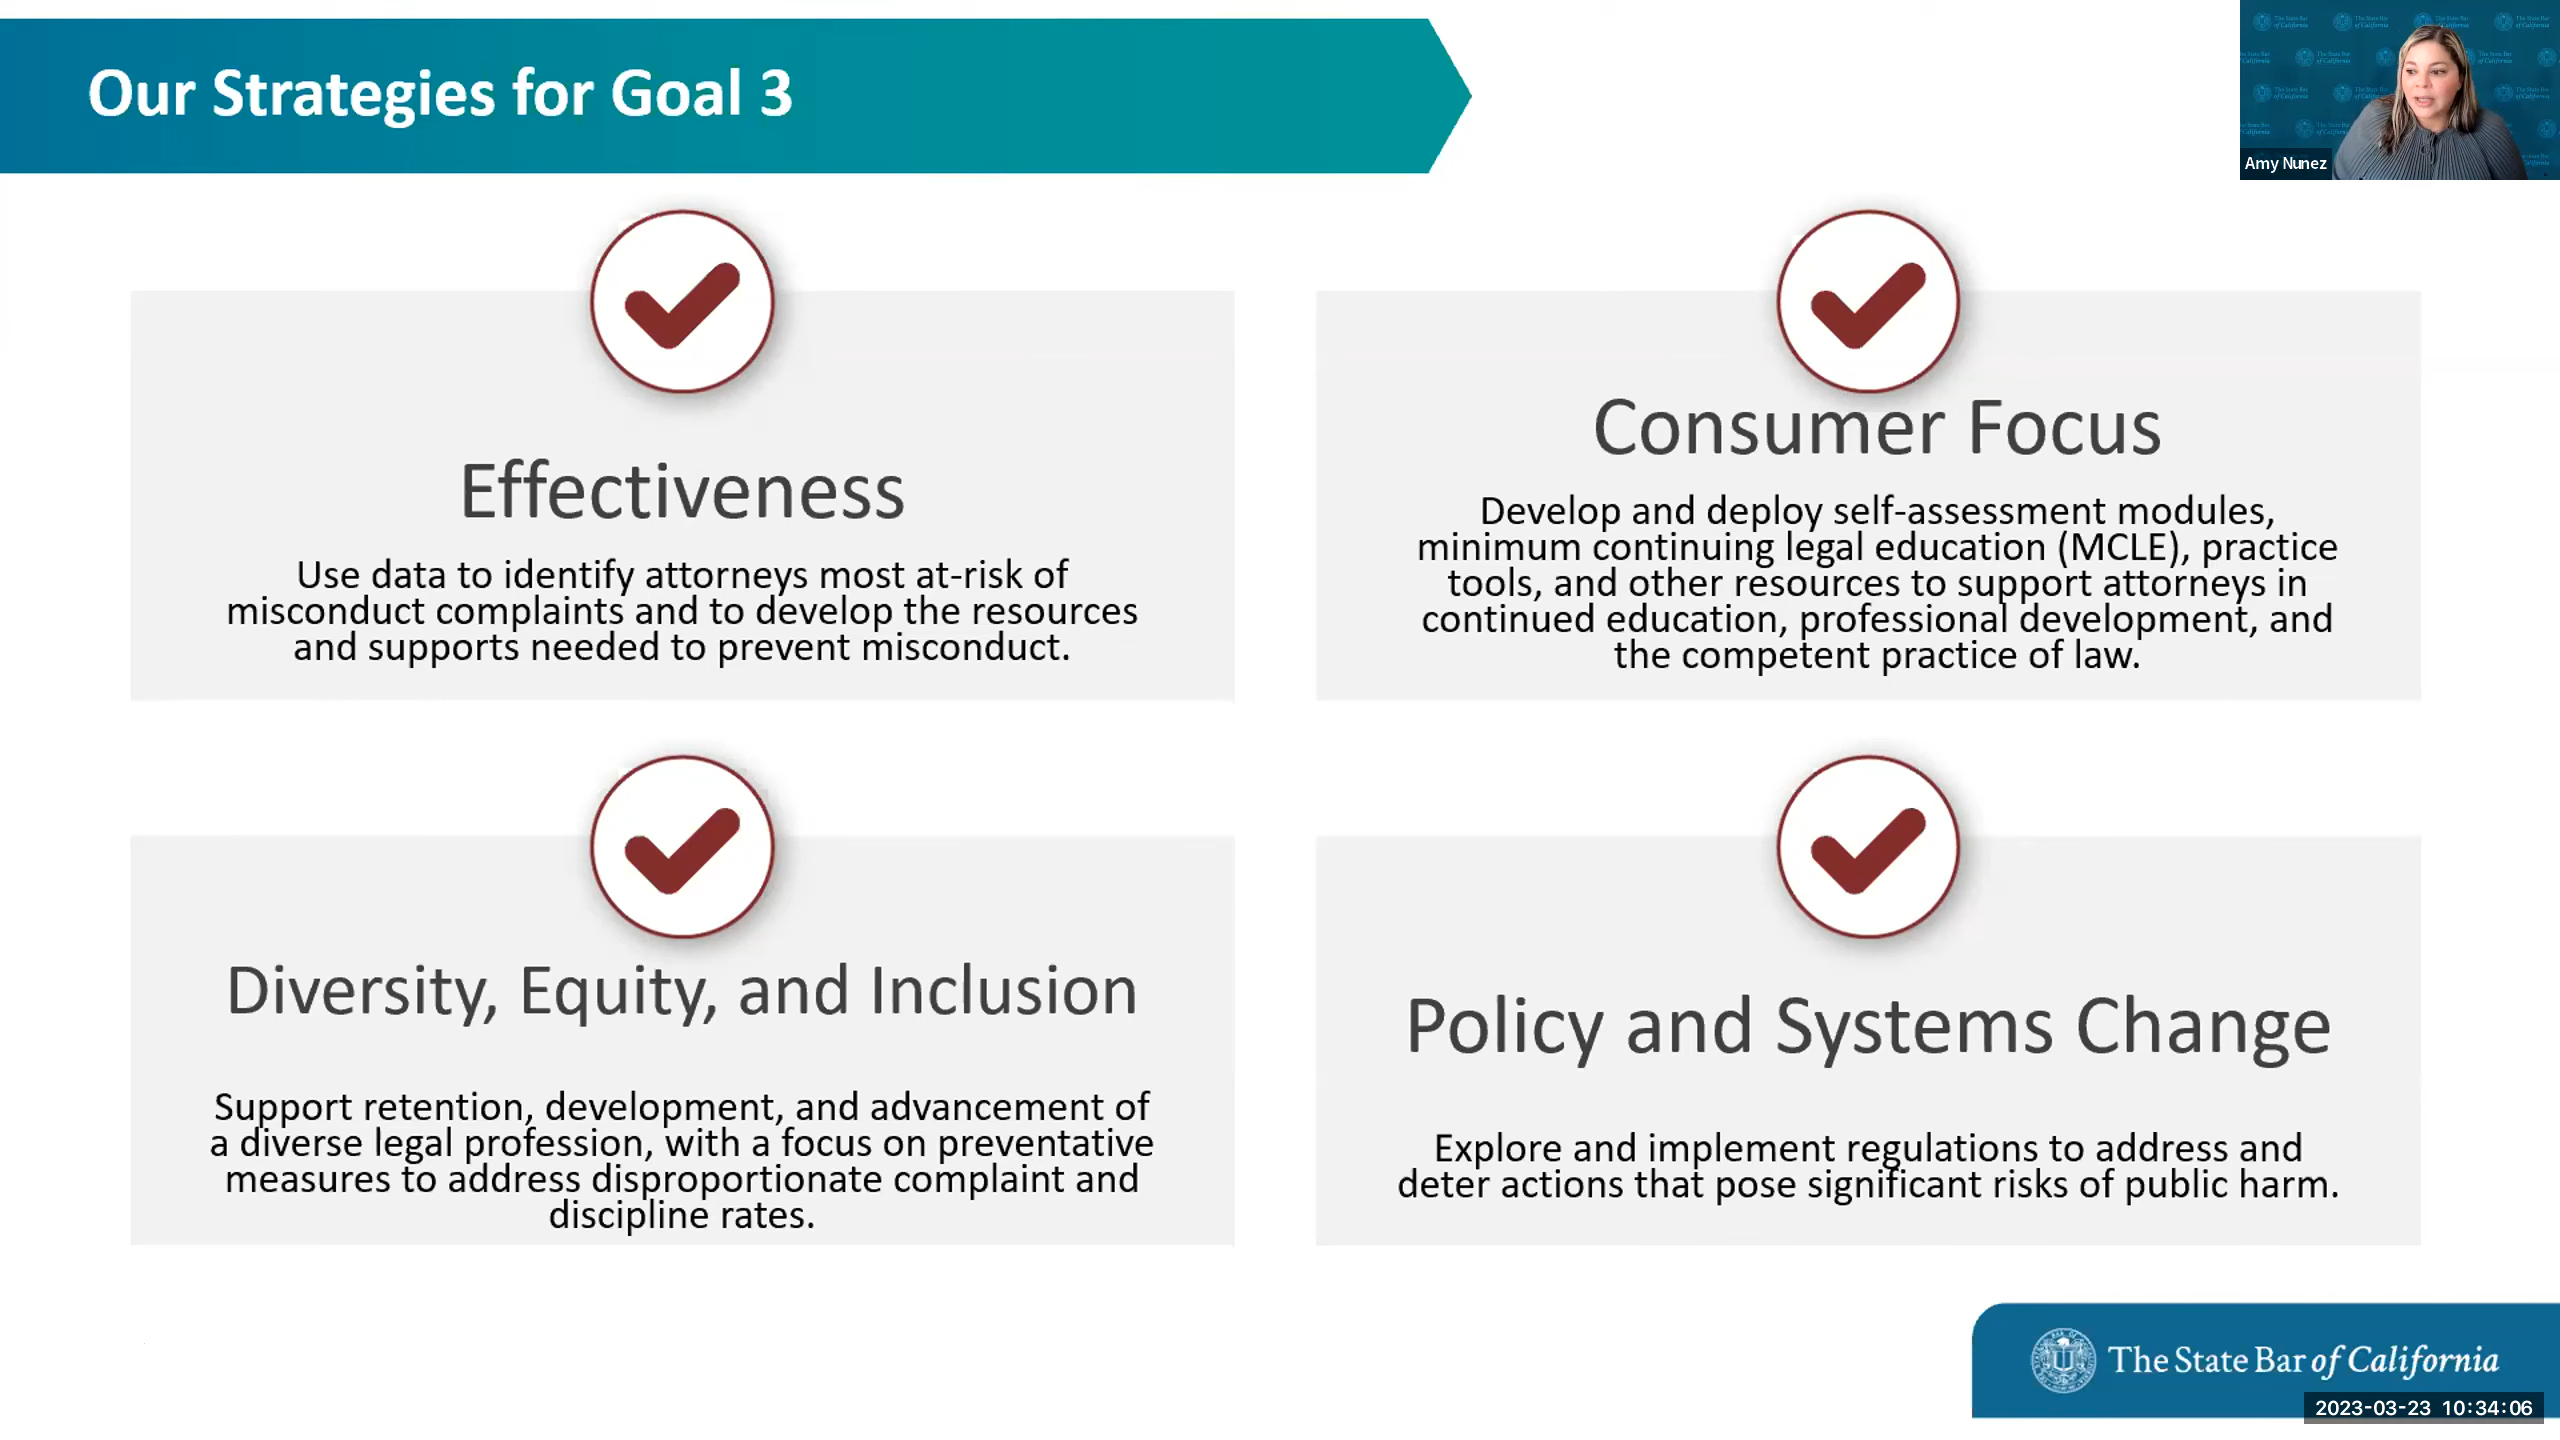 Our Strategies for Goal 3
Amy Nunez
Effectiveness
Use data to identify attorneys most at-risk of
misconduct complaints and to develop the resources
and supports needed to prevent misconduct.
Consumer Focus
Develop and deploy self-assessment modules,
minimum continuing legal education (MCLE), practice
tools, and other resources to support attorneys in
continued education, professional development, and
the competent practice of law.
Diversity, Equity, and Inclusion
Support retention, development, and advancement of
a diverse legal profession, with a focus on preventative
measures to address disproportionate complaint and
discipline rates.
Policy and Systems Change
Explore and implement regulations to address and
deter actions that pose significant risks of public harm.
The State Bar of California
2023-03-23 10:34:06